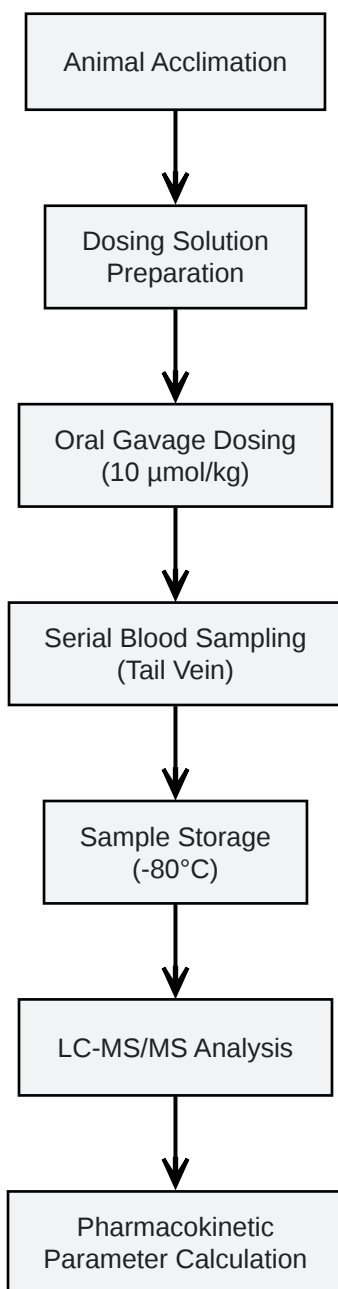 Animal Acclimation
Dosing Solution
Preparation
Oral Gavage Dosing
(10 µmol/kg)
Serial Blood Sampling
(Tail Vein)
Sample Storage
(-80°C)
LC-MS/MS Analysis
Pharmacokinetic
Parameter Calculation